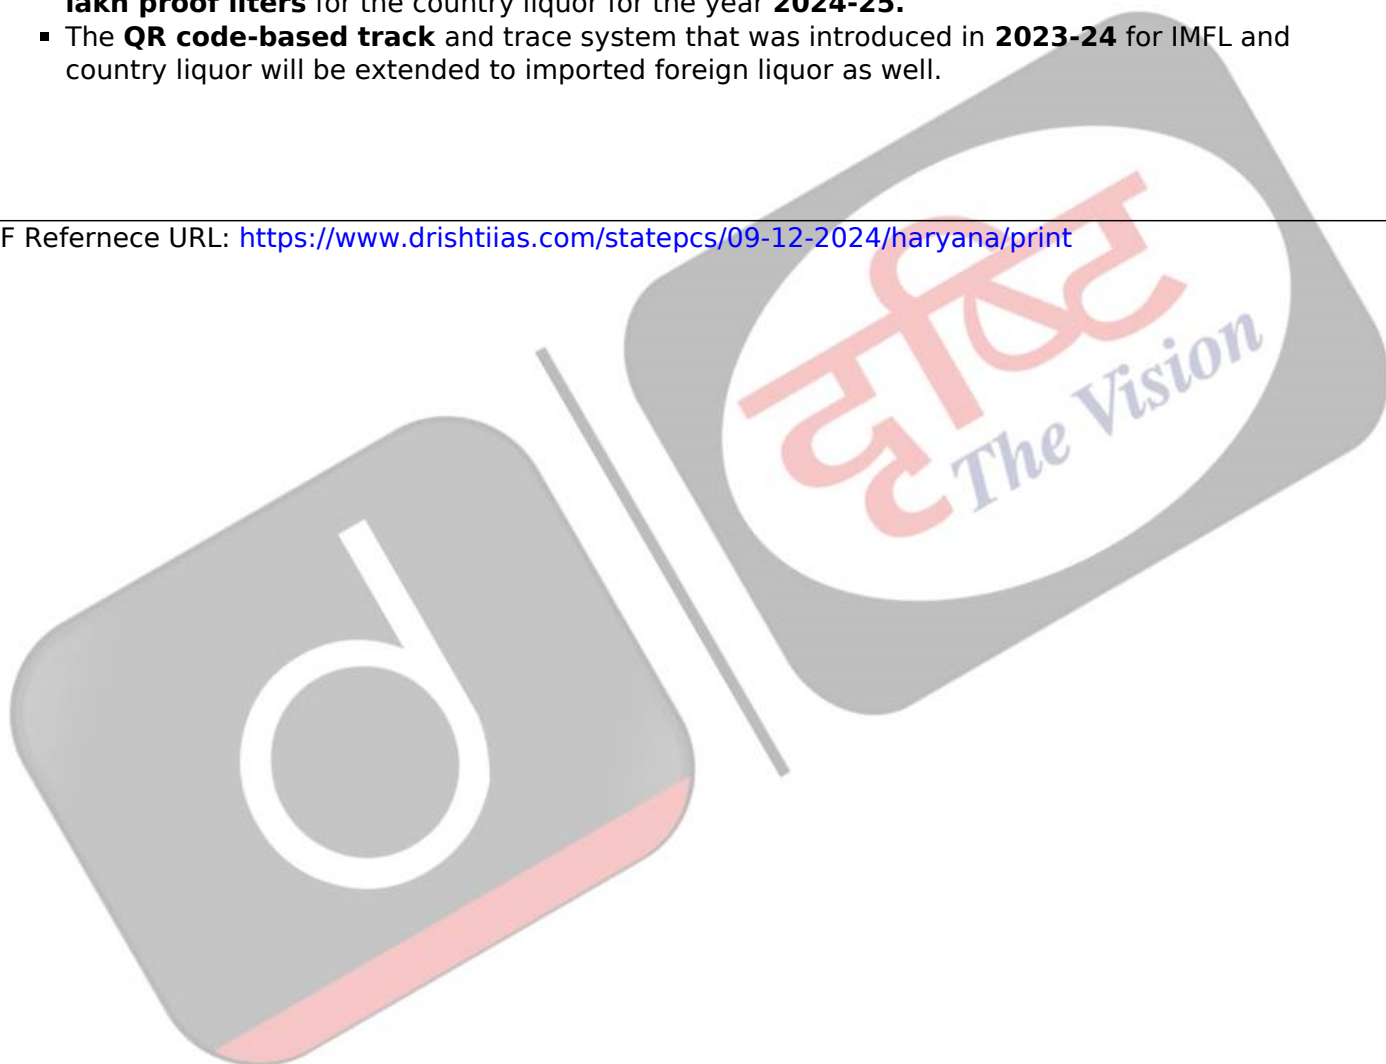 lakh proof liters for the country liquor for the year 2024-25.
▪ The QR code-based track and trace system that was introduced in 2023-24 for IMFL and
country liquor will be extended to imported foreign liquor as well.
F Refernece URL: https://www.drishtiias.com/statepcs/09-12-2024/haryana/print
दृष्टि
The Vision
d